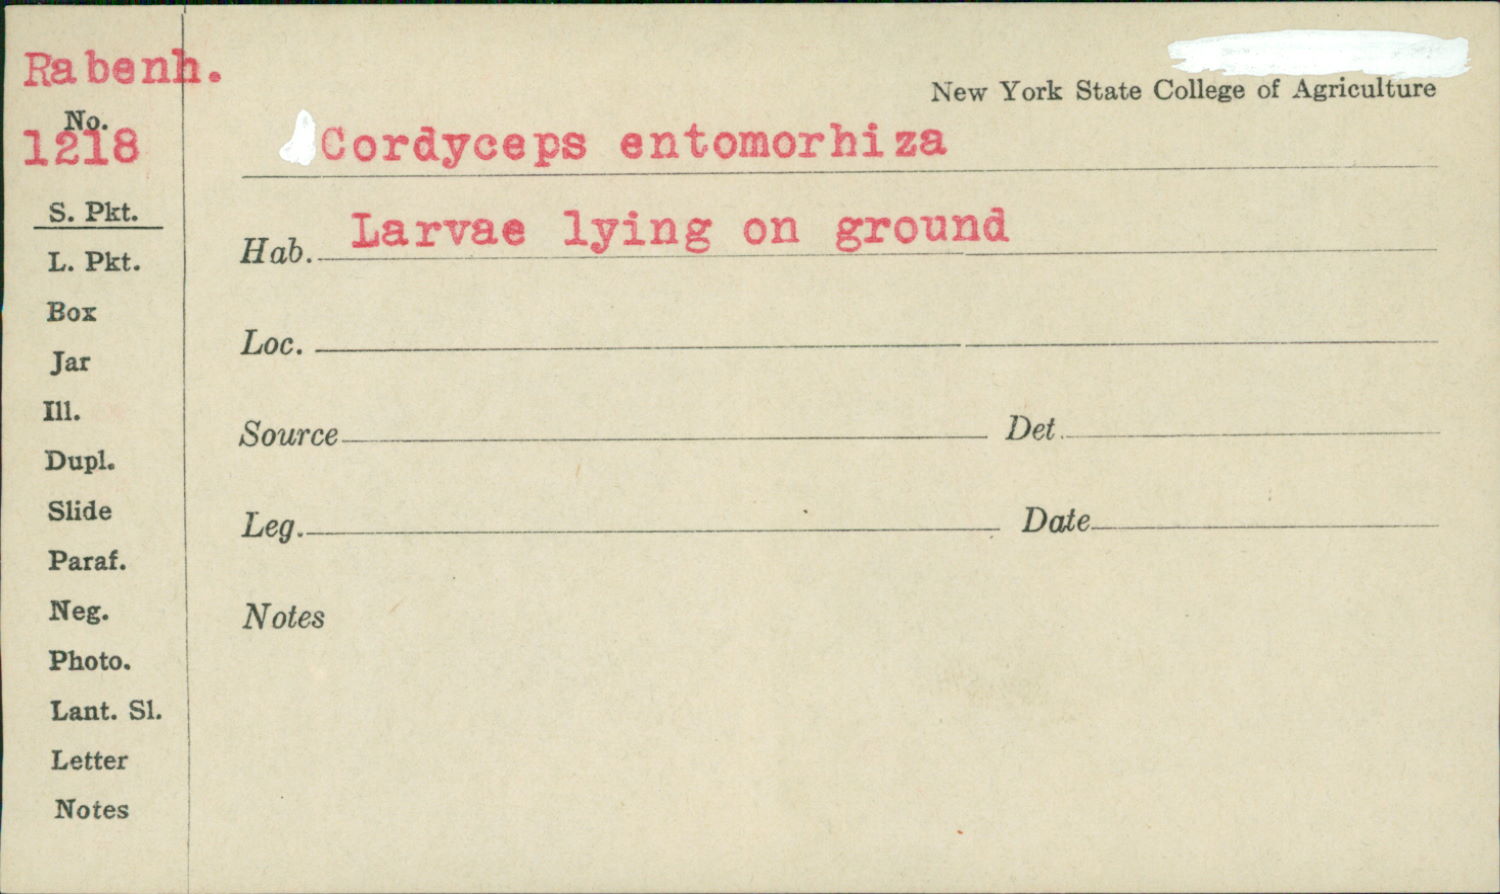 Rabenh.
No.
1218
S. Pkt.
L. Pkt.
Box
Jar
Ill.
Dupl.
Slide
Paraf.
Neg.
Photo.
Lant. Sl.
Letter
Notes
New York State College of Agriculture
Cordyceps entomorhiza
Hab. Larvae lying on ground
Loc.
Source Det.
Leg. Date
Notes